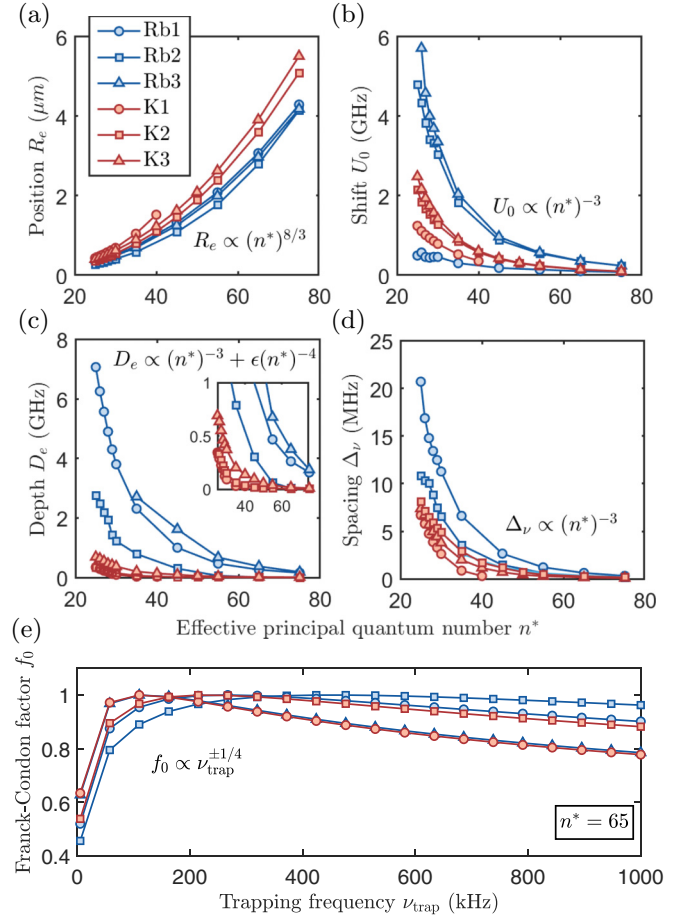 (a)
Rb1
Rb2
Rb3
K1
K2
K3
Position R_e (μm)
6
4
2
0
R_e ∝ (n*)^{8/3}
20 40 60 80
(b)
Shift U_0 (GHz)
6
4
2
0
U_0 ∝ (n*)^{-3}
20 40 60 80
(c)
Depth D_e (GHz)
8
6
4
2
0
D_e ∝ (n*)^{-3} + ϵ(n*)^{-4}
1
0.5
0
40 60
20 40 60 80
(d)
Spacing Δ_ν (MHz)
25
20
15
10
5
0
Δ_ν ∝ (n*)^{-3}
20 40 60 80
Effective principal quantum number n*
(e)
Franck-Condon factor f_0
1
0.8
0.6
0.4
f_0 ∝ ν_{trap}^{±1/4}
n* = 65
0 200 400 600 800 1000
Trapping frequency ν_{trap} (kHz)